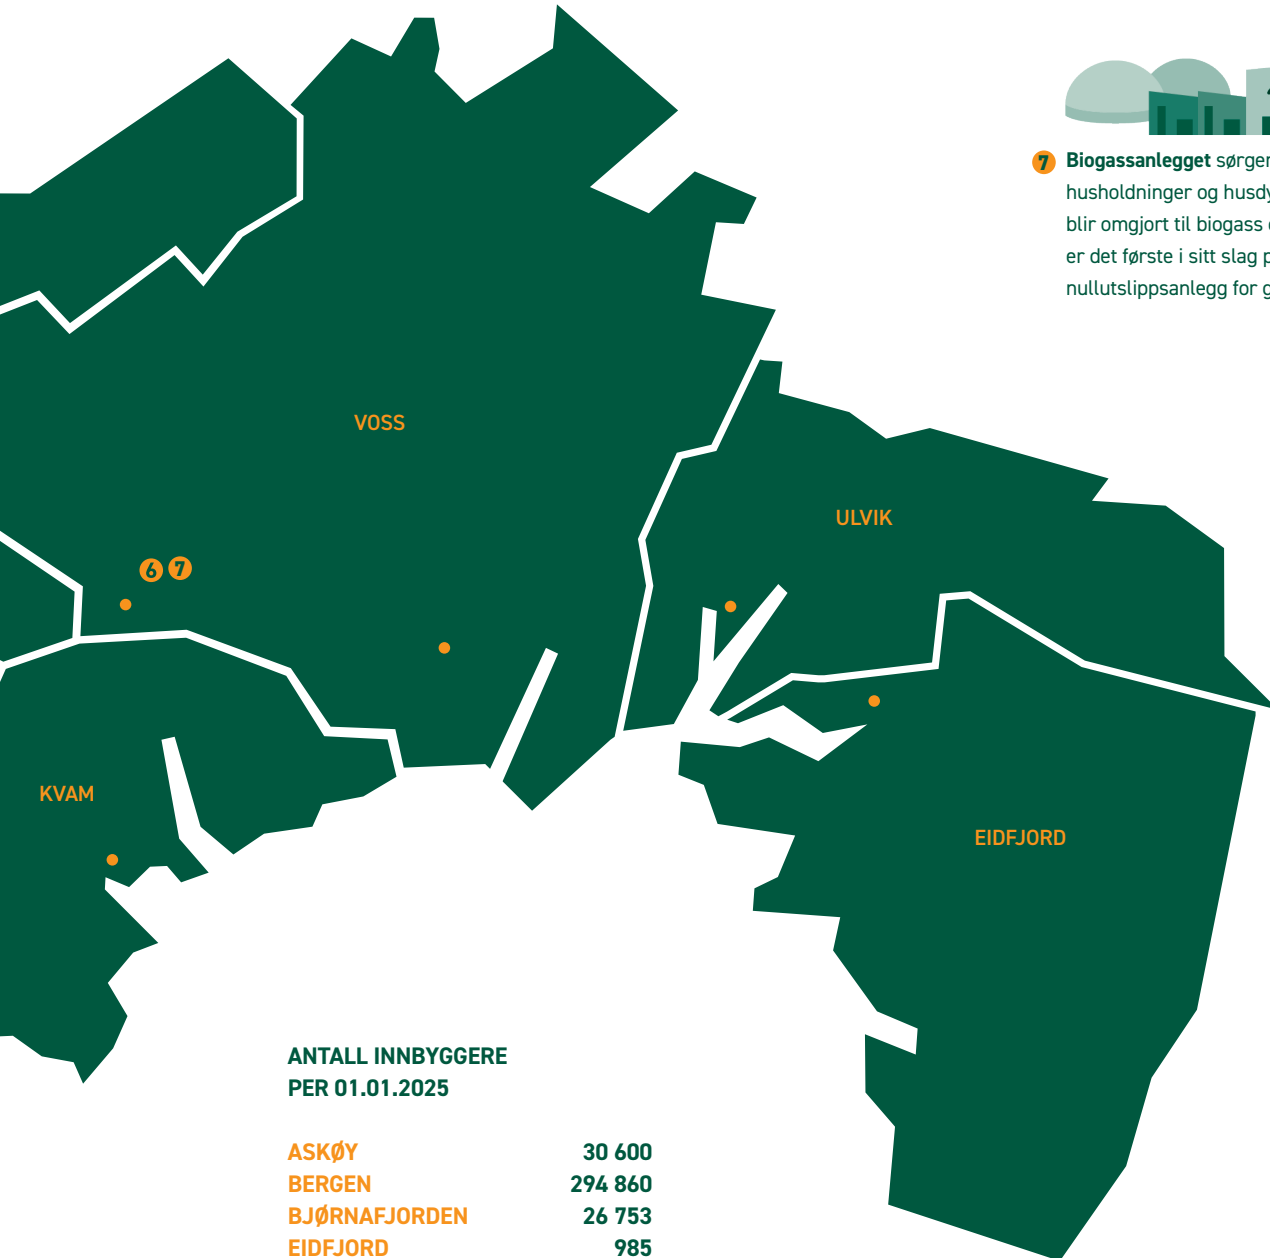 7 Biogassanlegget sørger
husholdninger og husdy
blir omgjort til biogass
er det første i sitt slag p
nullutslippsanlegg for g
VOSS
ULVIK
6 7
KVAM
EIDFJORD
ANTALL INNBYGGERE
PER 01.01.2025
ASKØY 30 600
BERGEN 294 860
BJØRNAFJORDEN 26 753
EIDFJORD 985